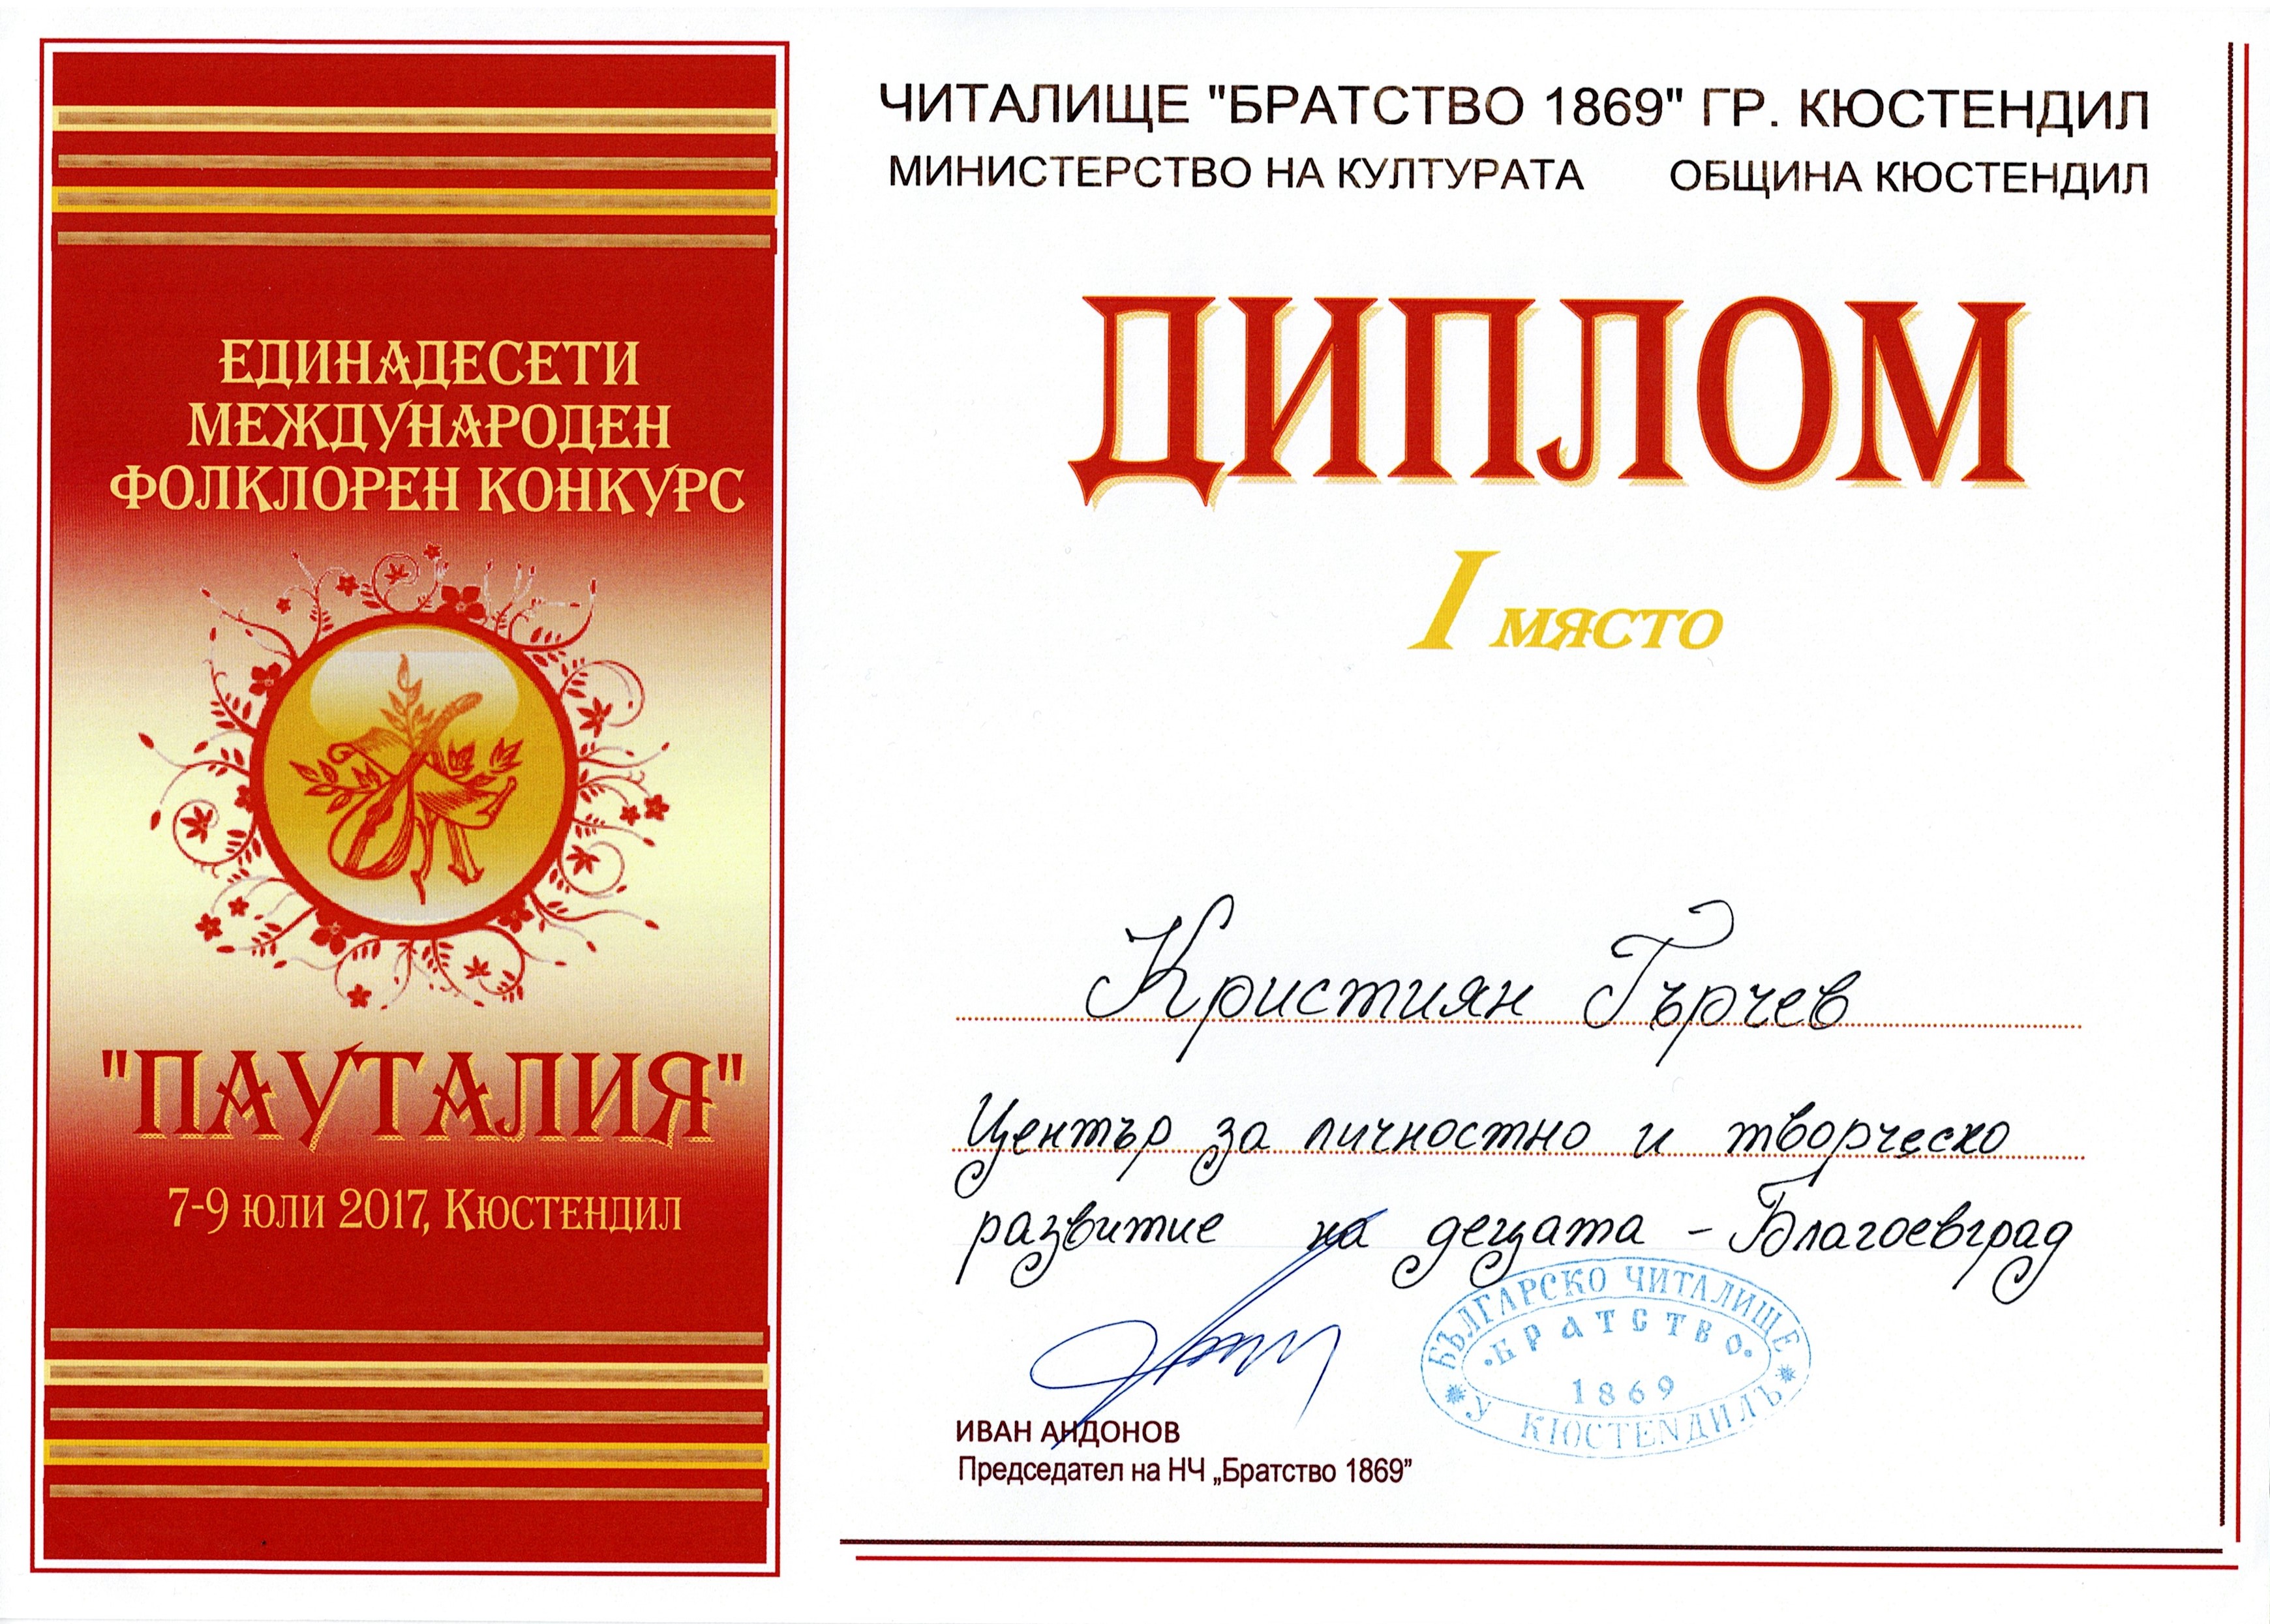 ЕДИНАДЕСЕТИ
МЕЖДУНАРОДЕН
ФОЛКЛОРЕН КОНКУРС
"ПАУТАЛИЯ"
7-9 ЮЛИ 2017, КЮСТЕНДИЛ
ЧИТАЛИЩЕ "БРАТСТВО 1869" ГР. КЮСТЕНДИЛ
МИНИСТЕРСТВО НА КУЛТУРАТА ОБЩИНА КЮСТЕНДИЛ
ДИПЛОМ
I МЯСТО
Кристиян Гърчев
Център за личностно и творческо
развитие на децата - Благоевград
БЪЛГАРСКО ЧИТАЛИЩЕ
БРАТСТВО
1869
У КЮСТЕНДИЛЪ
ИВАН АНДОНОВ
Председател на НЧ „Братство 1869”